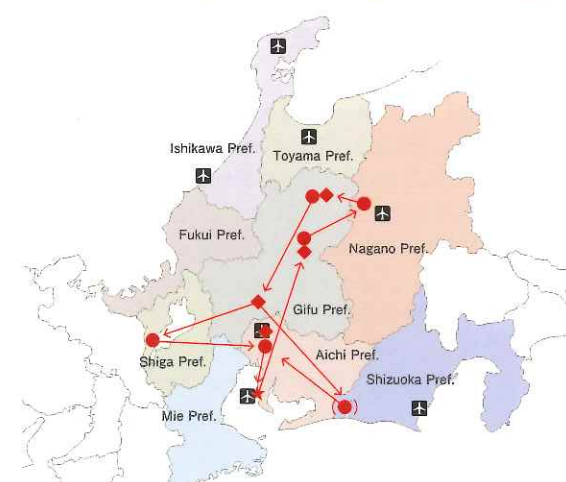 Ishikawa Pref.
Toyama Pref.
Fukui Pref.
Nagano Pref.
Gifu Pref.
Shiga Pref.
Aichi Pref.
Shizuoka Pref.
Mie Pref.